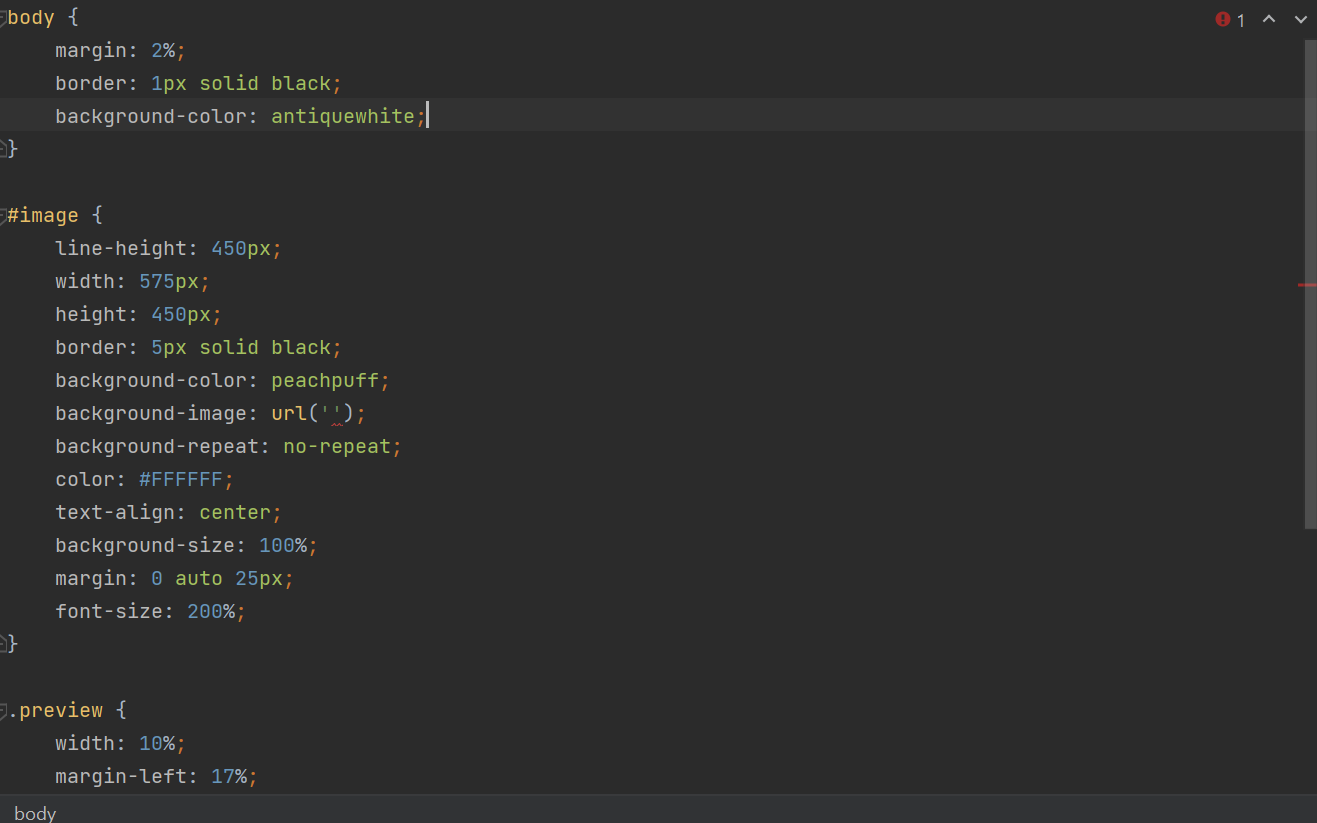 body {
1
    margin: 2%;
    border: 1px solid black;
    background-color: antiquewhite;
}
#image {
    line-height: 450px;
    width: 575px;
    height: 450px;
    border: 5px solid black;
    background-color: peachpuff;
    background-image: url('');
    background-repeat: no-repeat;
    color: #FFFFFF;
    text-align: center;
    background-size: 100%;
    margin: 0 auto 25px;
    font-size: 200%;
}
.preview {
    width: 10%;
    margin-left: 17%;
body